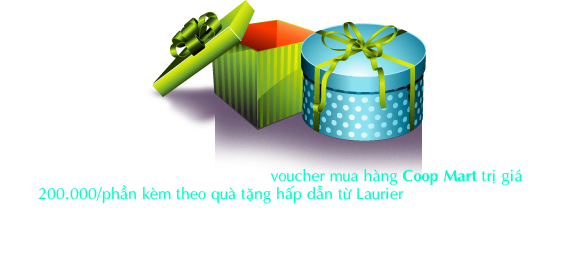 voucher mua hàng Coop Mart trị giá
200.000/phần kèm theo quà tặng hấp dẫn từ Laurier